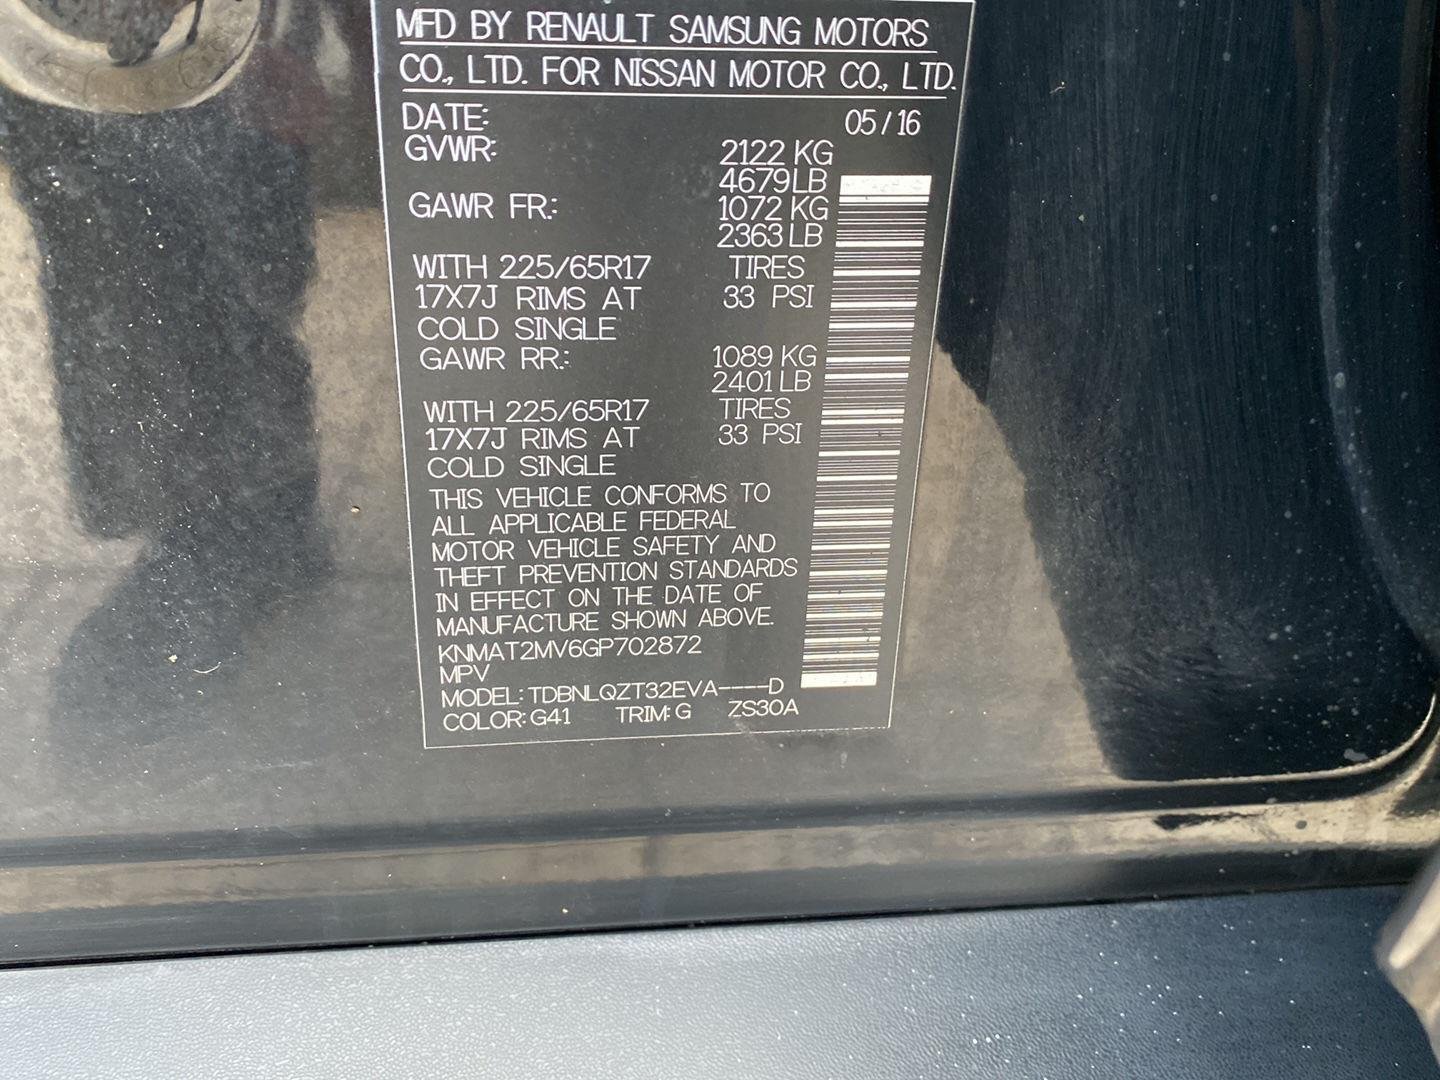 MFD BY RENAULT SAMSUNG MOTORS
CO., LTD. FOR NISSAN MOTOR CO., LTD.
DATE: 05/16
GVWR: 2122 KG
4679 LB
GAWR FR.: 1072 KG
2363 LB
WITH 225/65R17 TIRES
17X7J RIMS AT 33 PSI
COLD SINGLE
GAWR RR.: 1089 KG
2401 LB
WITH 225/65R17 TIRES
17X7J RIMS AT 33 PSI
COLD SINGLE
THIS VEHICLE CONFORMS TO
ALL APPLICABLE FEDERAL
MOTOR VEHICLE SAFETY AND
THEFT PREVENTION STANDARDS
IN EFFECT ON THE DATE OF
MANUFACTURE SHOWN ABOVE.
KNMAT2MV6GP702872
MPV
MODEL: TDBNLQZT32EVA----D
COLOR: G41 TRIM: G ZS30A